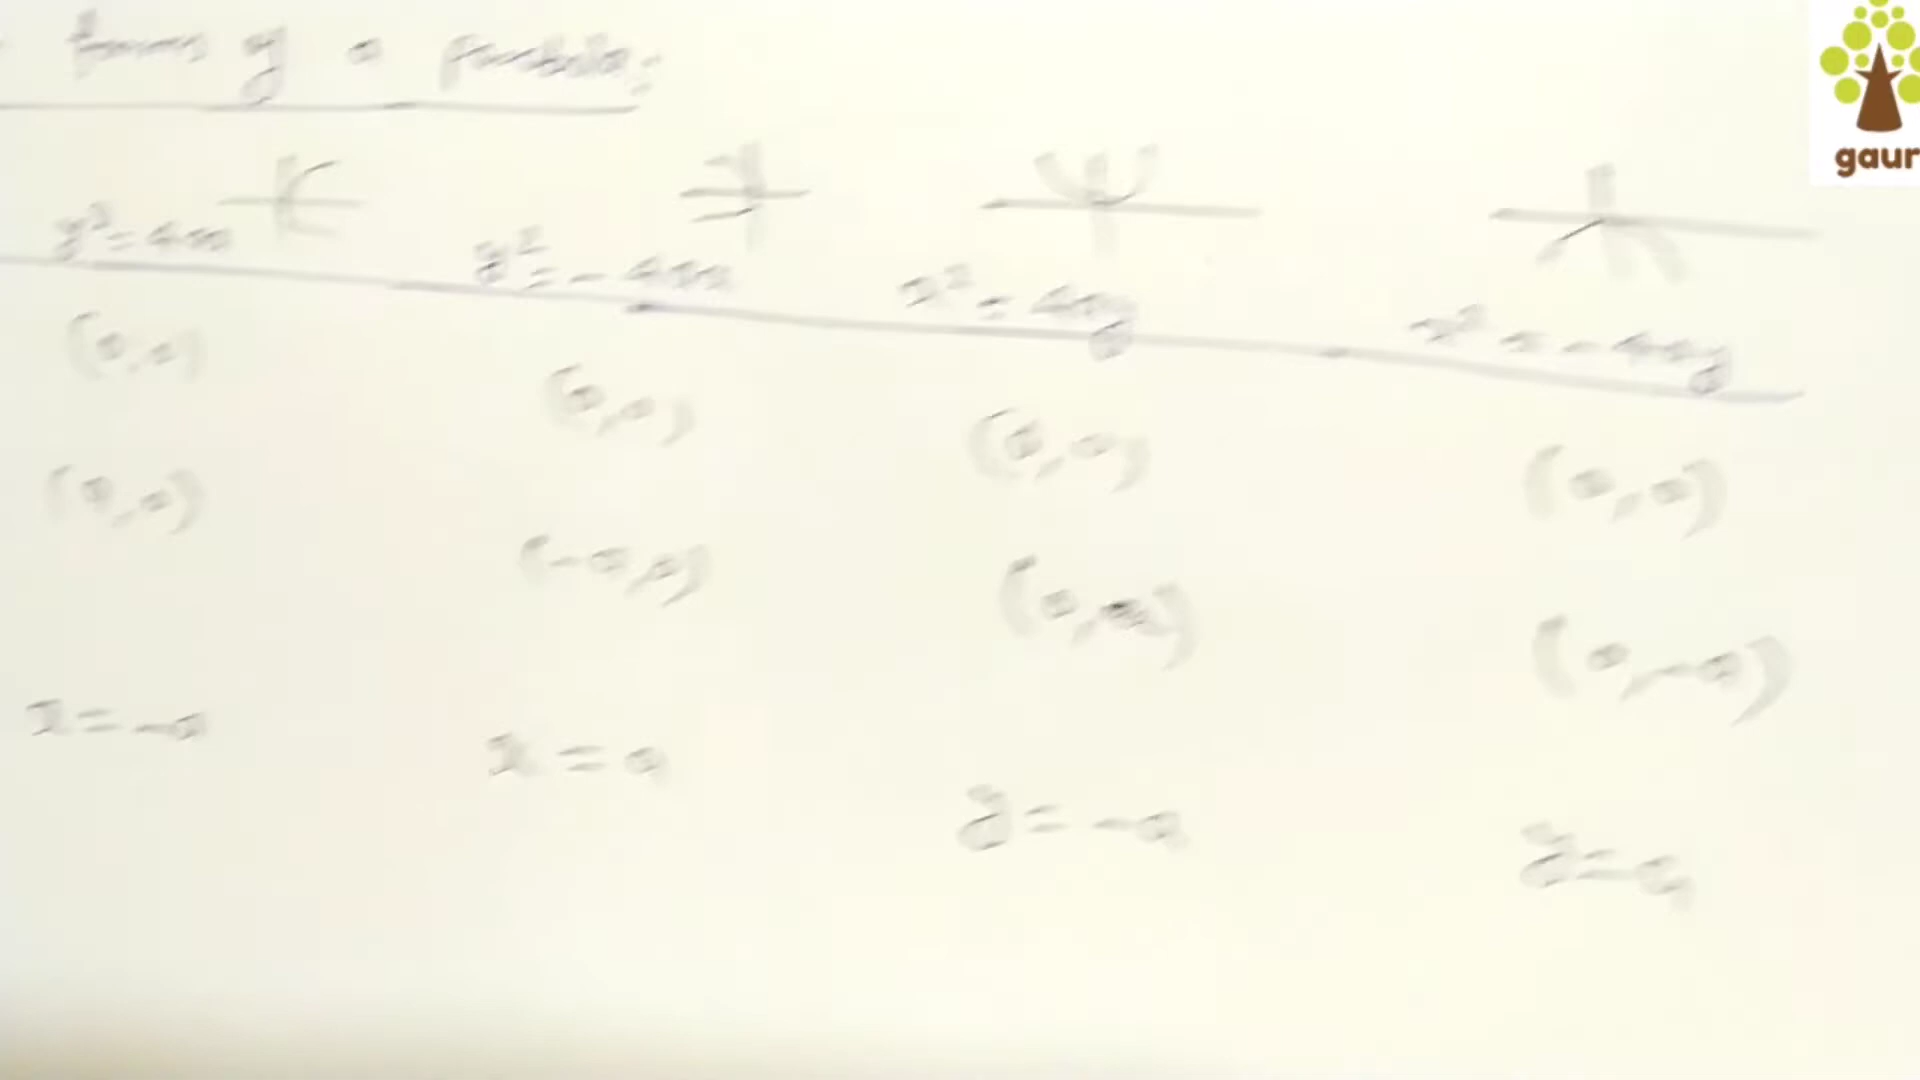 forms of a parabola:
gaur
y² = 4ax y² = -4ax x² = 4ay x² = -4ay
(0,0) (0,0) (0,0) (0,0)
(a,0) (-a,0) (0,a) (0,-a)
x = -a x = a y = -a y = a